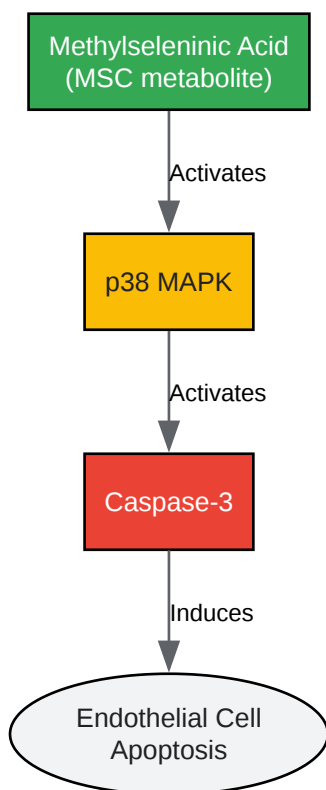 Methylseleninic Acid
(MSC metabolite)
Activates
p38 MAPK
Activates
Caspase-3
Induces
Endothelial Cell
Apoptosis